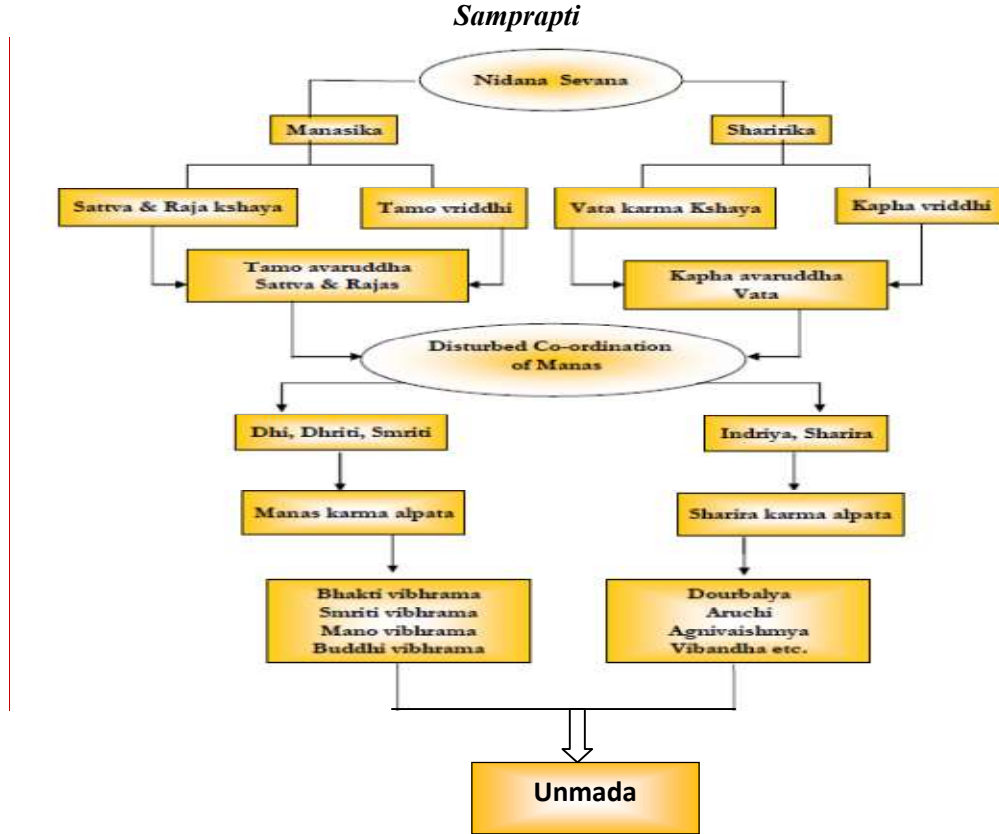 Samprapti
Nidana Sevana
Manasika
Sharirika
Sattva & Raja kshaya
Tamo vriddhi
Vata karma Kshaya
Kapha vriddhi
Tamo avaruddha
Sattva & Rajas
Kapha avaruddha
Vata
Disturbed Co-ordination
of Manas
Dhi, Dhriti, Smriti
Indriya, Sharira
Manas karma alpata
Sharira karma alpata
Bhakti vibhrama
Smriti vibhrama
Mano vibhrama
Buddhi vibhrama
Dourbalya
Aruchi
Agnivaishmya
Vibandha etc.
Unmada